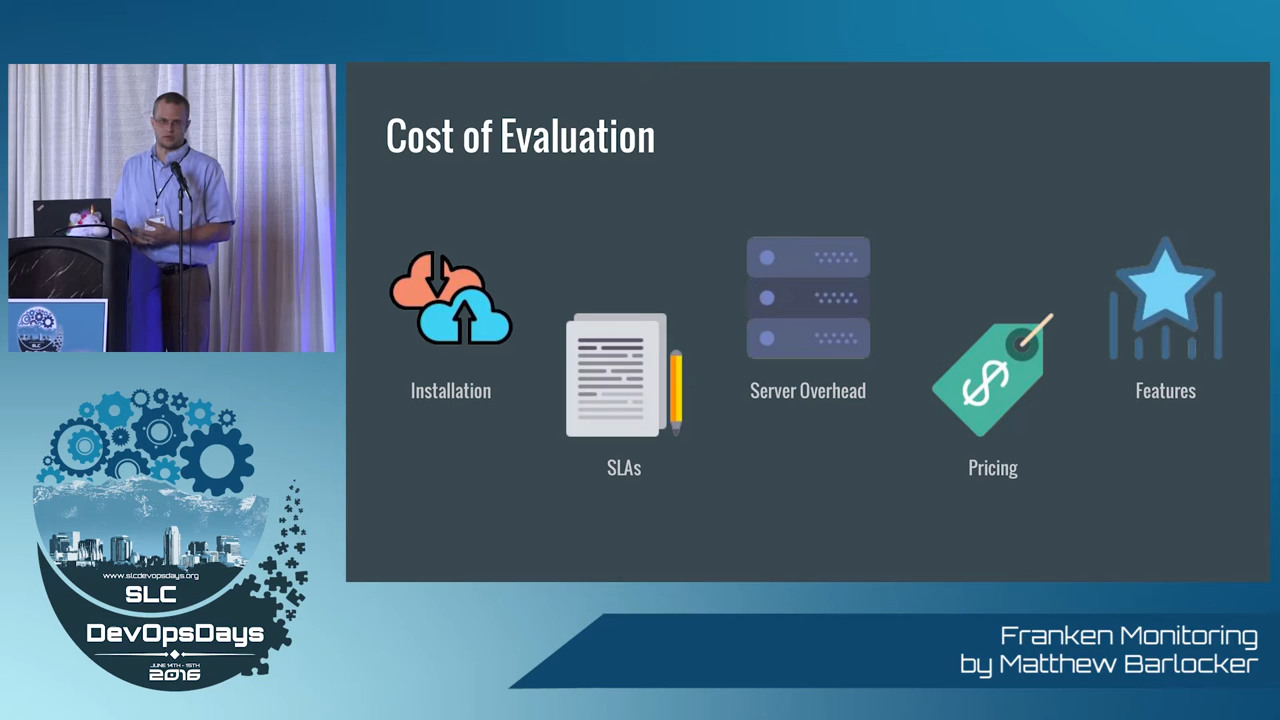 Cost of Evaluation
Installation
SLAs
Server Overhead
Pricing
Features
$
www.slcdevopsdays.org
SLC
DevOpsDays
JUNE 14TH - 15TH
2016
SLC
Franken Monitoring
by Matthew Barlocker